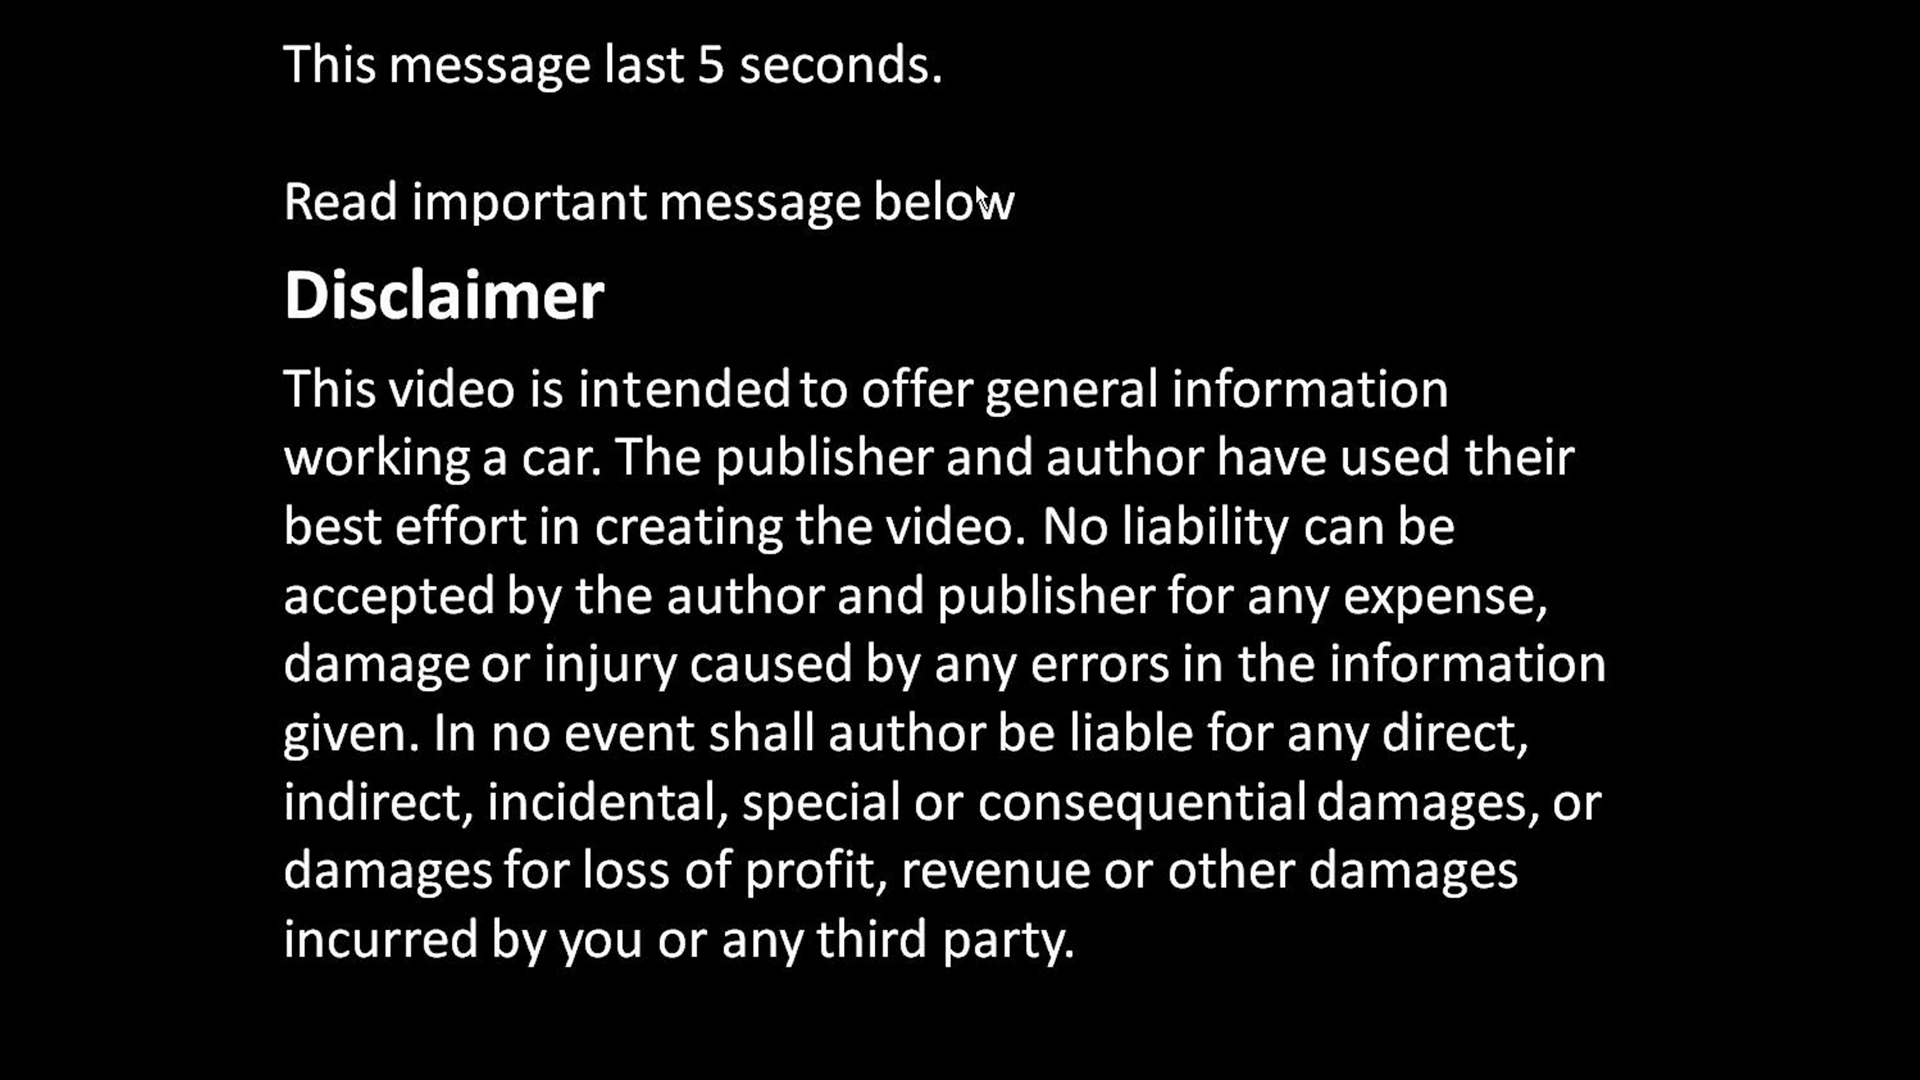 This message last 5 seconds.
Read important message below
Disclaimer
This video is intended to offer general information
working a car. The publisher and author have used their
best effort in creating the video. No liability can be
accepted by the author and publisher for any expense,
damage or injury caused by any errors in the information
given. In no event shall author be liable for any direct,
indirect, incidental, special or consequential damages, or
damages for loss of profit, revenue or other damages
incurred by you or any third party.